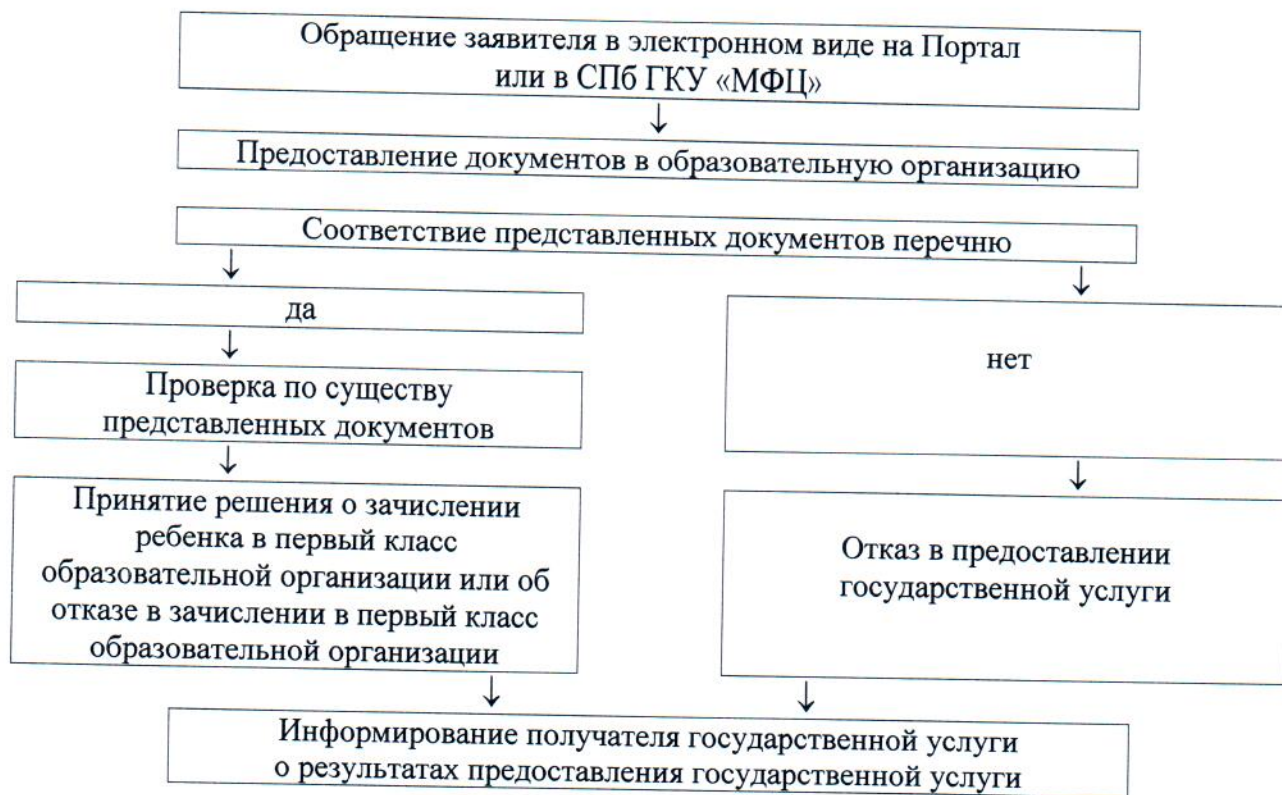 Обращение заявителя в электронном виде на Портал
или в СПб ГКУ «МФЦ»
Предоставление документов в образовательную организацию
Соответствие представленных документов перечню
да
нет
Проверка по существу
представленных документов
Принятие решения о зачислении
ребенка в первый класс
образовательной организации или об
отказе в зачислении в первый класс
образовательной организации
Отказ в предоставлении
государственной услуги
Информирование получателя государственной услуги
о результатах предоставления государственной услуги